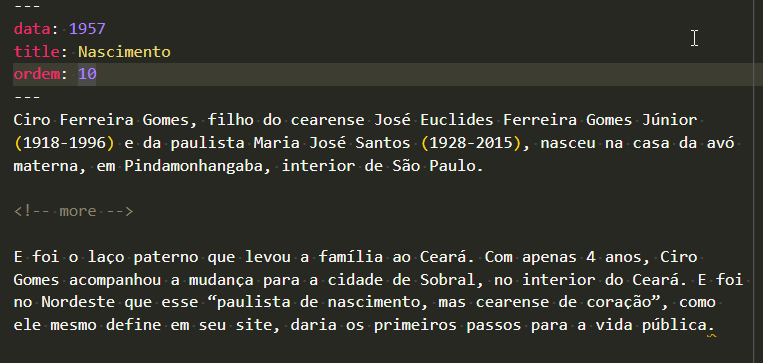 ---
data: 1957
title: Nascimento
ordem: 10
---
Ciro Ferreira Gomes, filho do cearense José Euclides Ferreira Gomes Júnior
(1918-1996) e da paulista Maria José Santos (1928-2015), nasceu na casa da avó
materna, em Pindamonhangaba, interior de São Paulo.
<!-- more -->
E foi o laço paterno que levou a família ao Ceará. Com apenas 4 anos, Ciro
Gomes acompanhou a mudança para a cidade de Sobral, no interior do Ceará. E foi
no Nordeste que esse “paulista de nascimento, mas cearense de coração”, como
ele mesmo define em seu site, daria os primeiros passos para a vida pública.